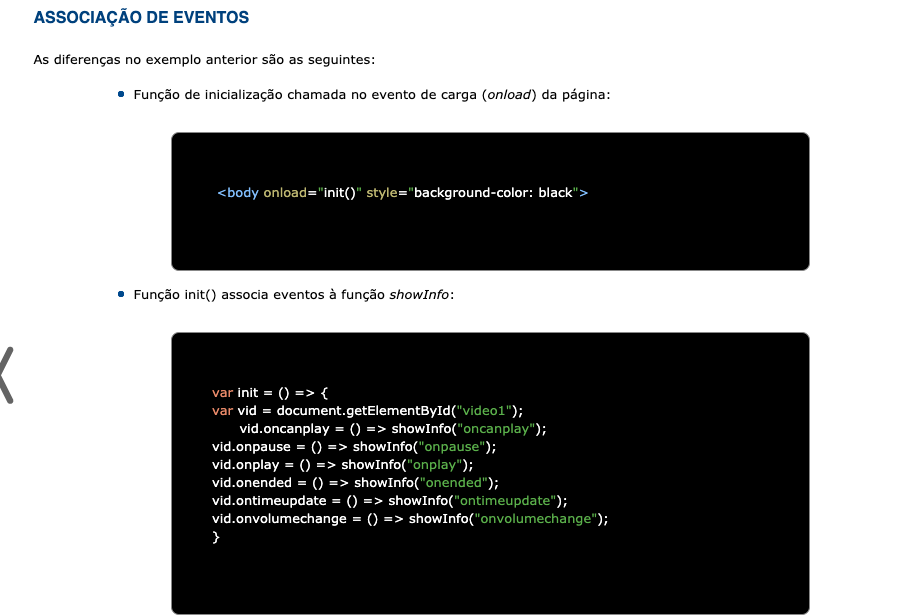 ASSOCIAÇÃO DE EVENTOS
As diferenças no exemplo anterior são as seguintes:
Função de inicialização chamada no evento de carga (onload) da página:
<body onload="init()" style="background-color: black">
Função init() associa eventos à função showInfo:
var init = () => {
var vid = document.getElementById("video1");
vid.oncanplay = () => showInfo("oncanplay");
vid.onpause = () => showInfo("onpause");
vid.onplay = () => showInfo("onplay");
vid.onended = () => showInfo("onended");
vid.ontimeupdate = () => showInfo("ontimeupdate");
vid.onvolumechange = () => showInfo("onvolumechange");
}